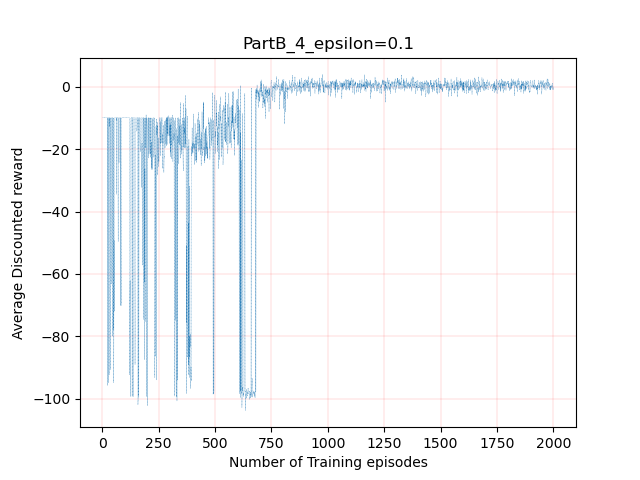 PartB_4_epsilon=0.1
Average Discounted reward
0
−20
−40
−60
−80
−100
0 250 500 750 1000 1250 1500 1750 2000
Number of Training episodes